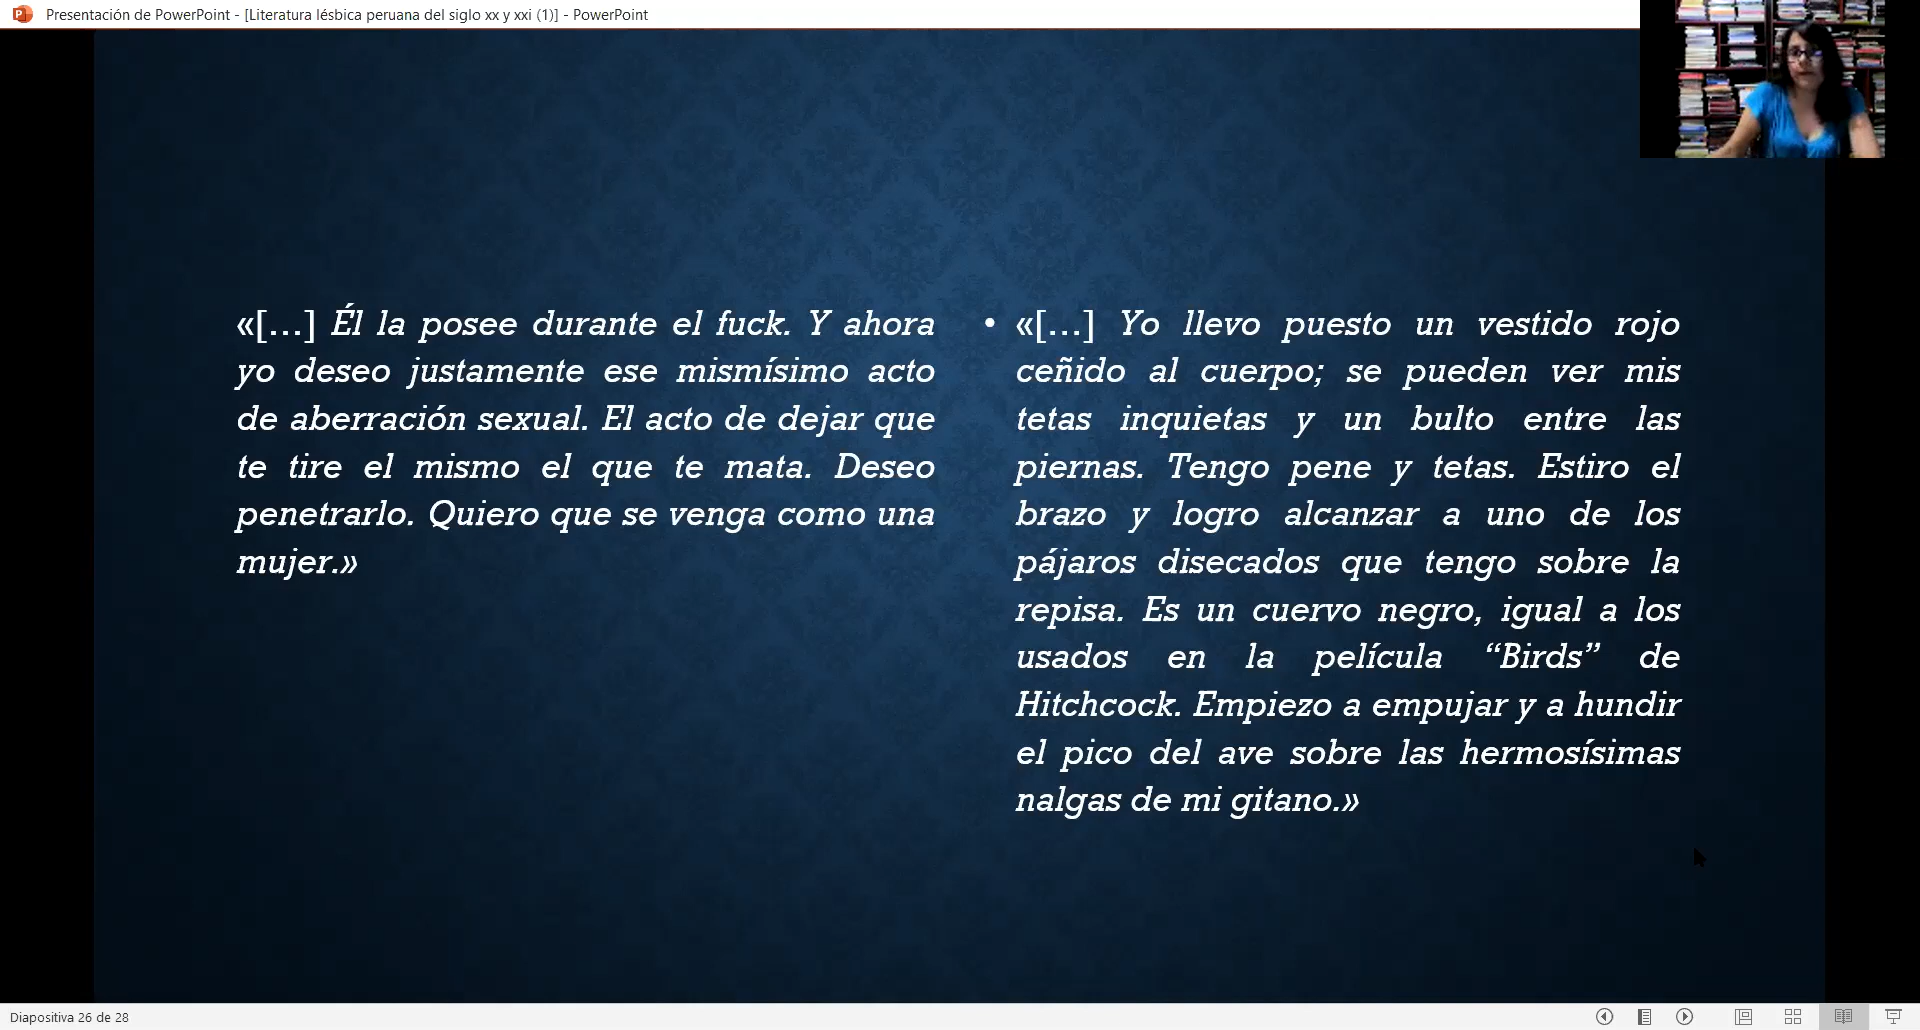 Presentación de PowerPoint - [Literatura lésbica peruana del siglo xx y xxi (1)] - PowerPoint
«[…] Él la posee durante el fuck. Y ahora
yo deseo justamente ese mismísimo acto
de aberración sexual. El acto de dejar que
te tire el mismo el que te mata. Deseo
penetrarlo. Quiero que se venga como una
mujer.»
• «[…] Yo llevo puesto un vestido rojo
ceñido al cuerpo; se pueden ver mis
tetas inquietas y un bulto entre las
piernas. Tengo pene y tetas. Estiro el
brazo y logro alcanzar a uno de los
pájaros disecados que tengo sobre la
repisa. Es un cuervo negro, igual a los
usados en la película “Birds” de
Hitchcock. Empiezo a empujar y a hundir
el pico del ave sobre las hermosísimas
nalgas de mi gitano.»
Diapositiva 26 de 28